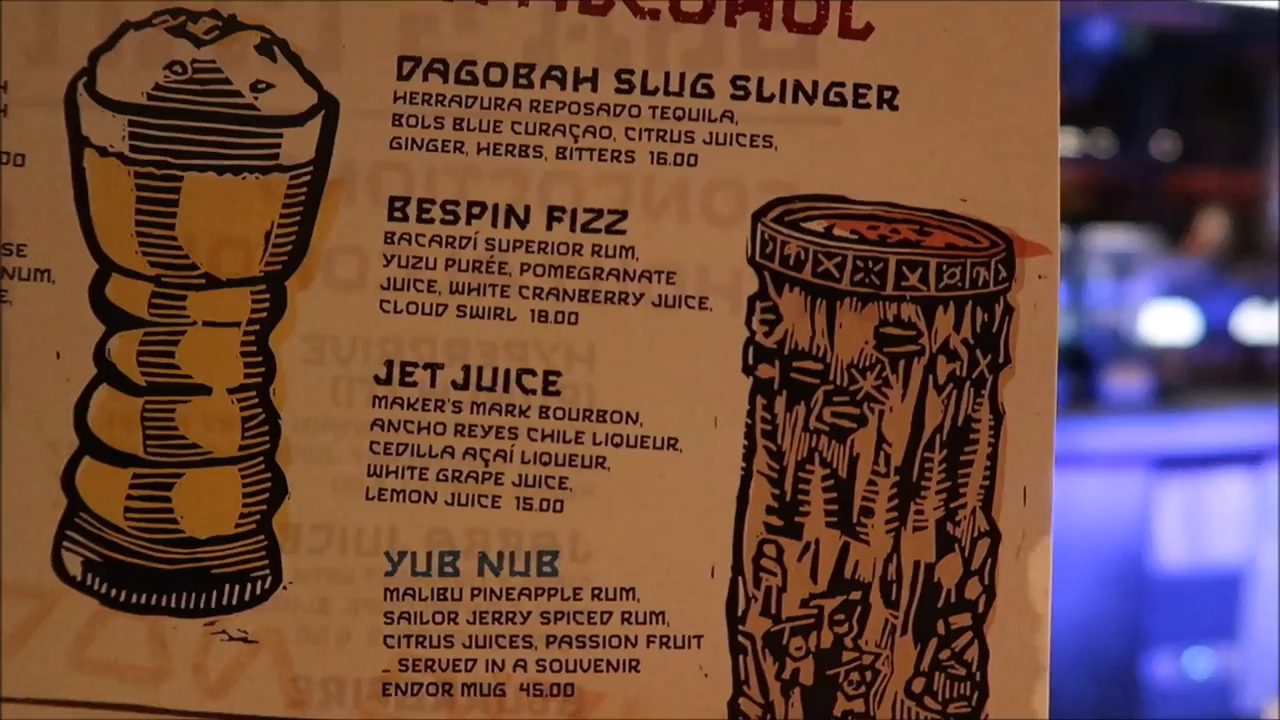 ALCOHOL
DAGOBAH SLUG SLINGER
HERRADURA REPOSADO TEQUILA,
BOLS BLUE CURAÇAO, CITRUS JUICES,
GINGER, HERBS, BITTERS 16.00
BESPIN FIZZ
BACARDÍ SUPERIOR RUM,
YUZU PURÉE, POMEGRANATE
JUICE, WHITE CRANBERRY JUICE,
CLOUD SWIRL 18.00
JET JUICE
MAKER'S MARK BOURBON,
ANCHO REYES CHILE LIQUEUR,
CEDILLA AÇAÍ LIQUEUR,
WHITE GRAPE JUICE,
LEMON JUICE 15.00
YUB NUB
MALIBU PINEAPPLE RUM,
SAILOR JERRY SPICED RUM,
CITRUS JUICES, PASSION FRUIT
_ SERVED IN A SOUVENIR
ENDOR MUG 45.00